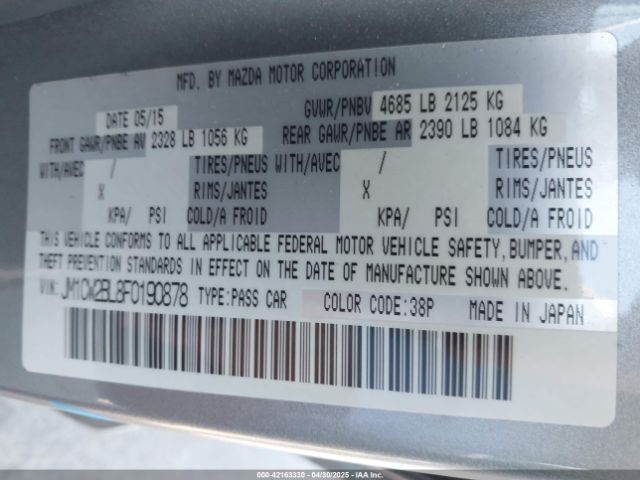 MFD. BY MAZDA MOTOR CORPORATION
DATE 05/15 GVWR/PNBV 4685 LB 2125 KG
FRONT GAWR/PNBE AV 2328 LB 1056 KG REAR GAWR/PNBE AR 2390 LB 1084 KG
WITH/AVEC / TIRES/PNEUS WITH/AVEC / TIRES/PNEUS
X RIMS/JANTES X RIMS/JANTES
KPA/ PSI COLD/A FROID KPA/ PSI COLD/A FROID
THIS VEHICLE CONFORMS TO ALL APPLICABLE FEDERAL MOTOR VEHICLE SAFETY, BUMPER, AND
THEFT PREVENTION STANDARDS IN EFFECT ON THE DATE OF MANUFACTURE SHOWN ABOVE.
VIN: JM1CW2BL8F0190878 TYPE:PASS CAR COLOR CODE:38P MADE IN JAPAN
000-42163330 - 04/30/2025 - IAAI.COM